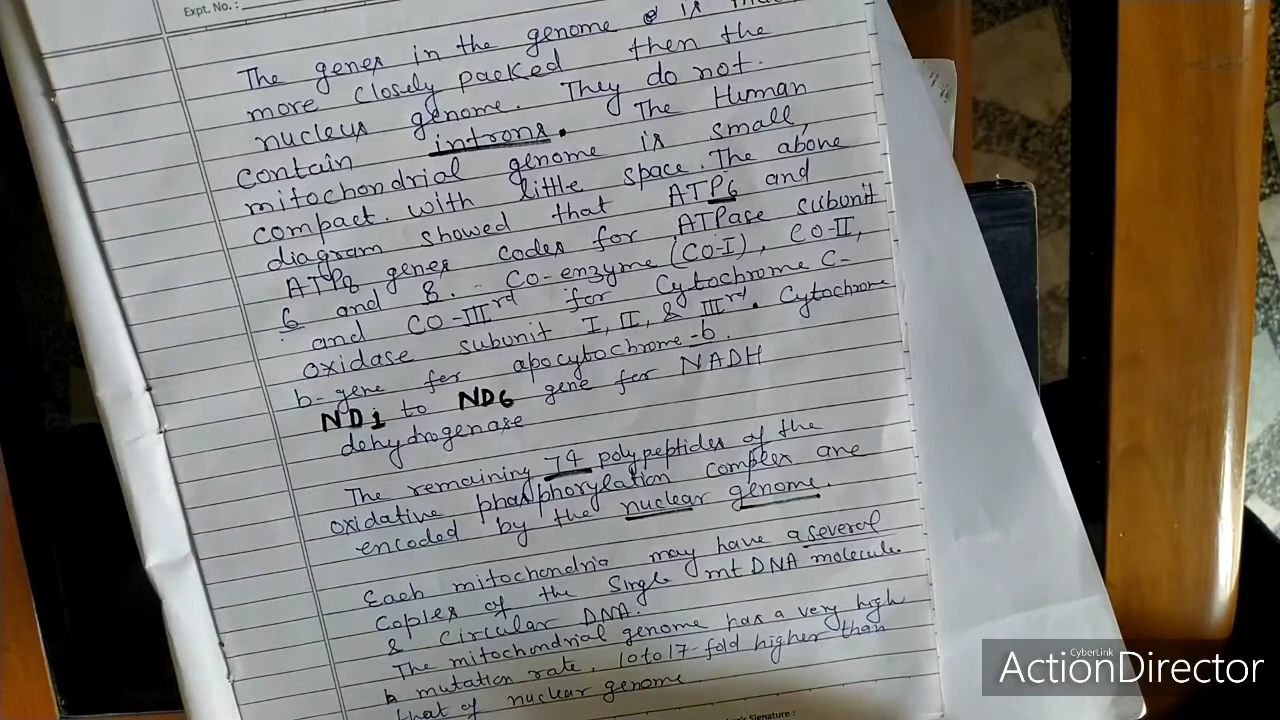 Expt. No. :
The genes in the genome is
more closely packed then the
nucleus genome. They do not.
contain introns. The Human
mitochondrial genome is small,
compact. with little space. The above
diagram showed that ATP6 and
ATP8 genes codes for ATPase subunit
6 and 8. - CO-enzyme (CO-I), CO-II,
and CO-IIIrd for Cytochrome C-
oxidase subunit I, II, & IIIrd. Cytochrome
b-gene fer apocytochrome-b.
ND1 to ND6 gene for NADH
dehydrogenase
The remaining 74 polypeptides of the
oxidative phasphorylation complex are
encoded by the nuclear genome.
Each mitochondria may have a several
copies of the Single mt DNA molecule
& Circular DNA.
The mitochondrial genome has a very high
mutation rate, 10 to 17-fold higher than
that of nuclear genome
Signature :
CyberLink
ActionDirector